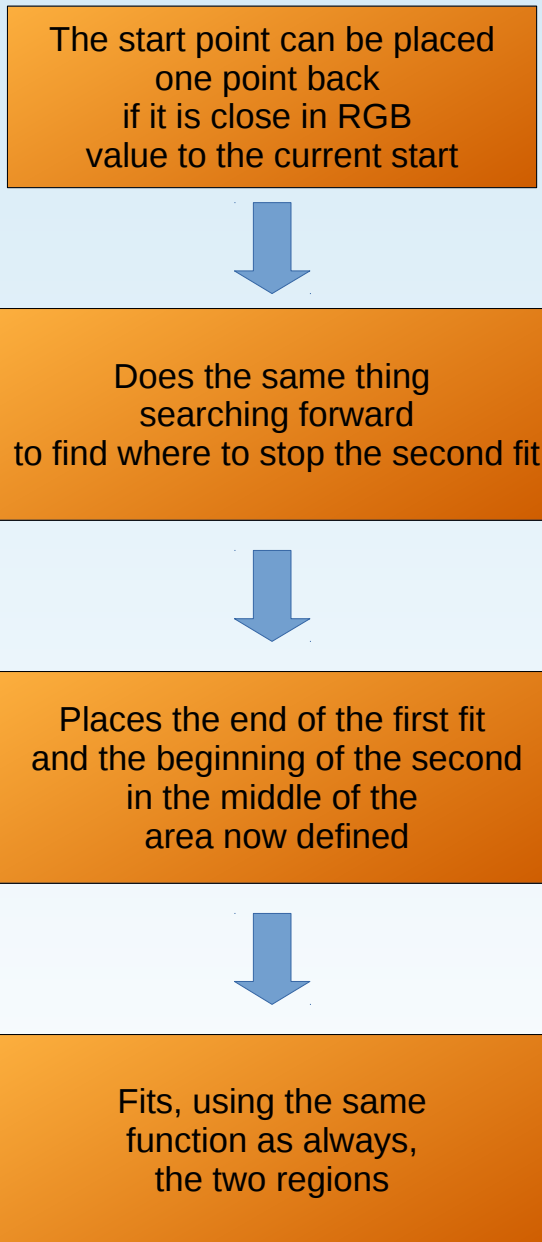 The start point can be placed
one point back
if it is close in RGB
value to the current start
Does the same thing
searching forward
to find where to stop the second fit
Places the end of the first fit
and the beginning of the second
in the middle of the
area now defined
Fits, using the same
function as always,
the two regions